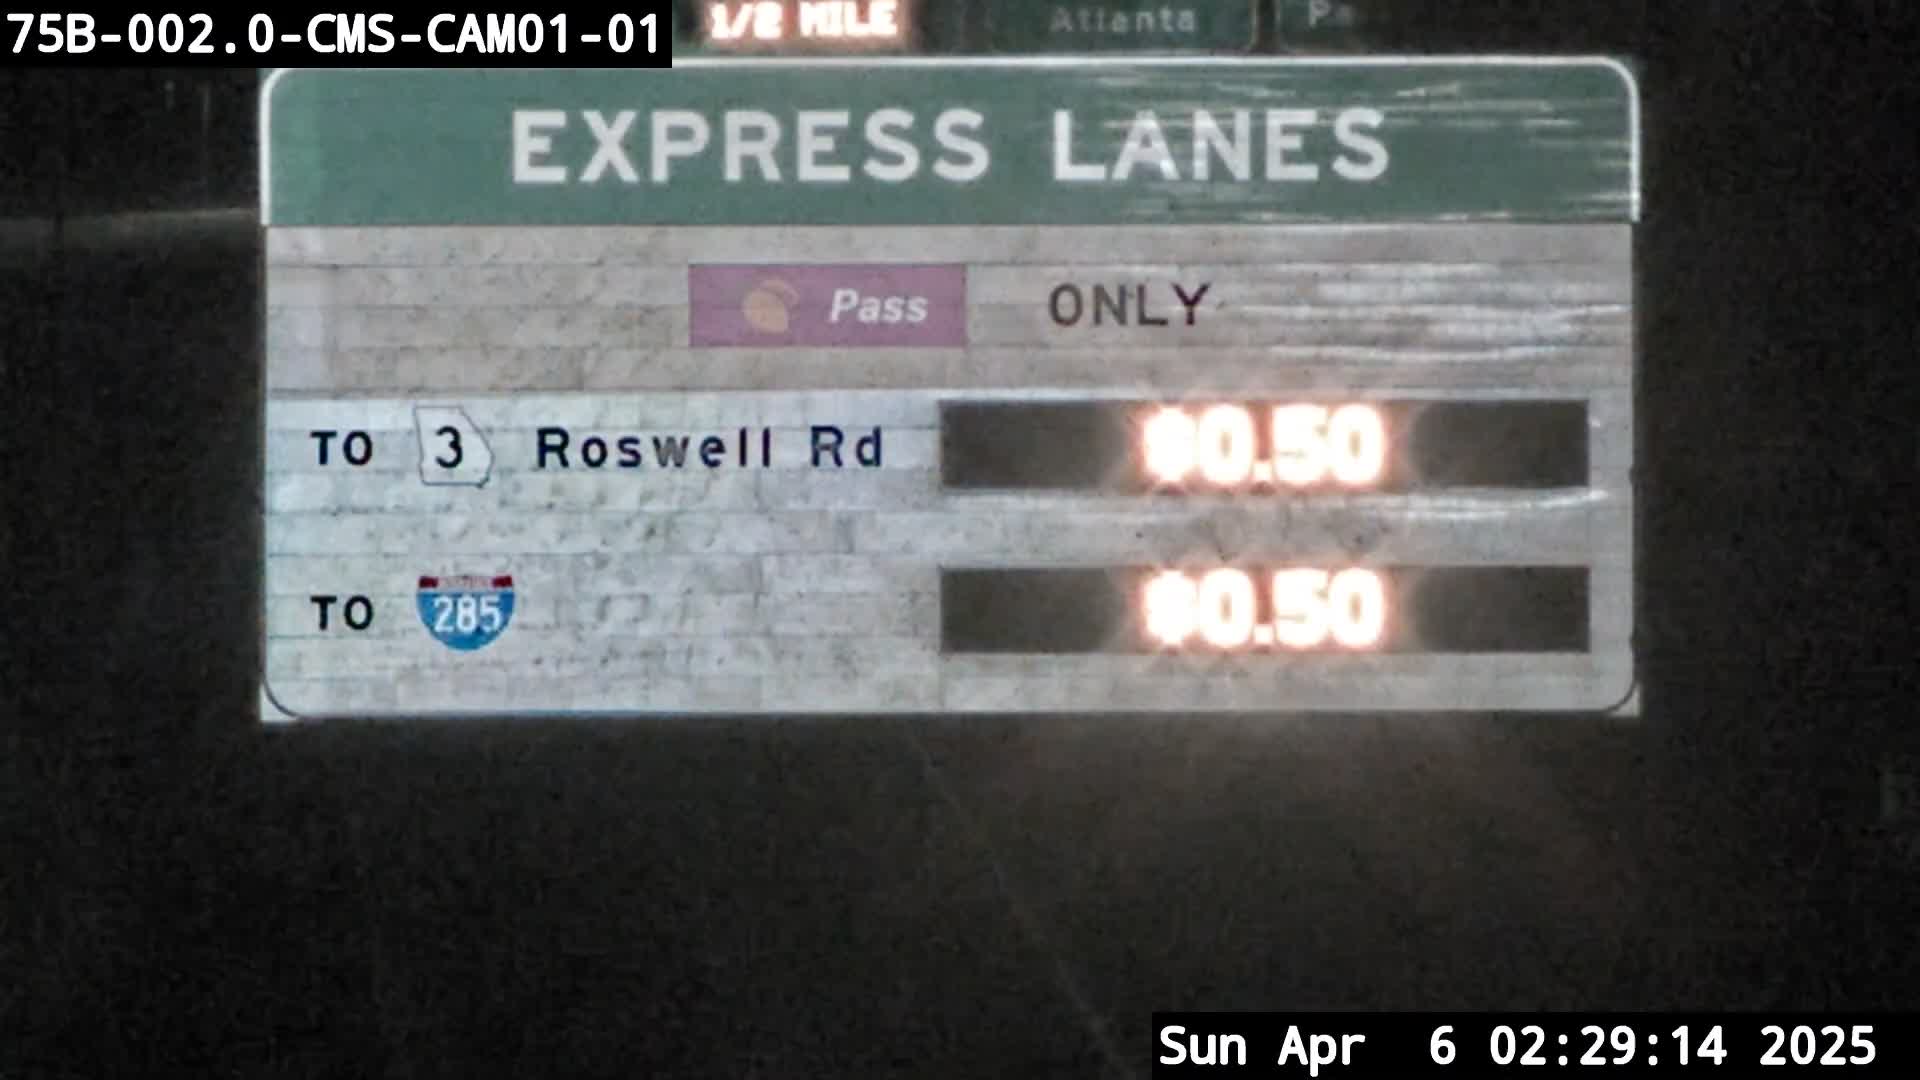 75B-002.0-CMS-CAM01-01
1/2 MILE
Atlanta
EXPRESS LANES
Pass ONLY
TO 3 Roswell Rd $0.50
TO 285 $0.50
Sun Apr 6 02:29:14 2025